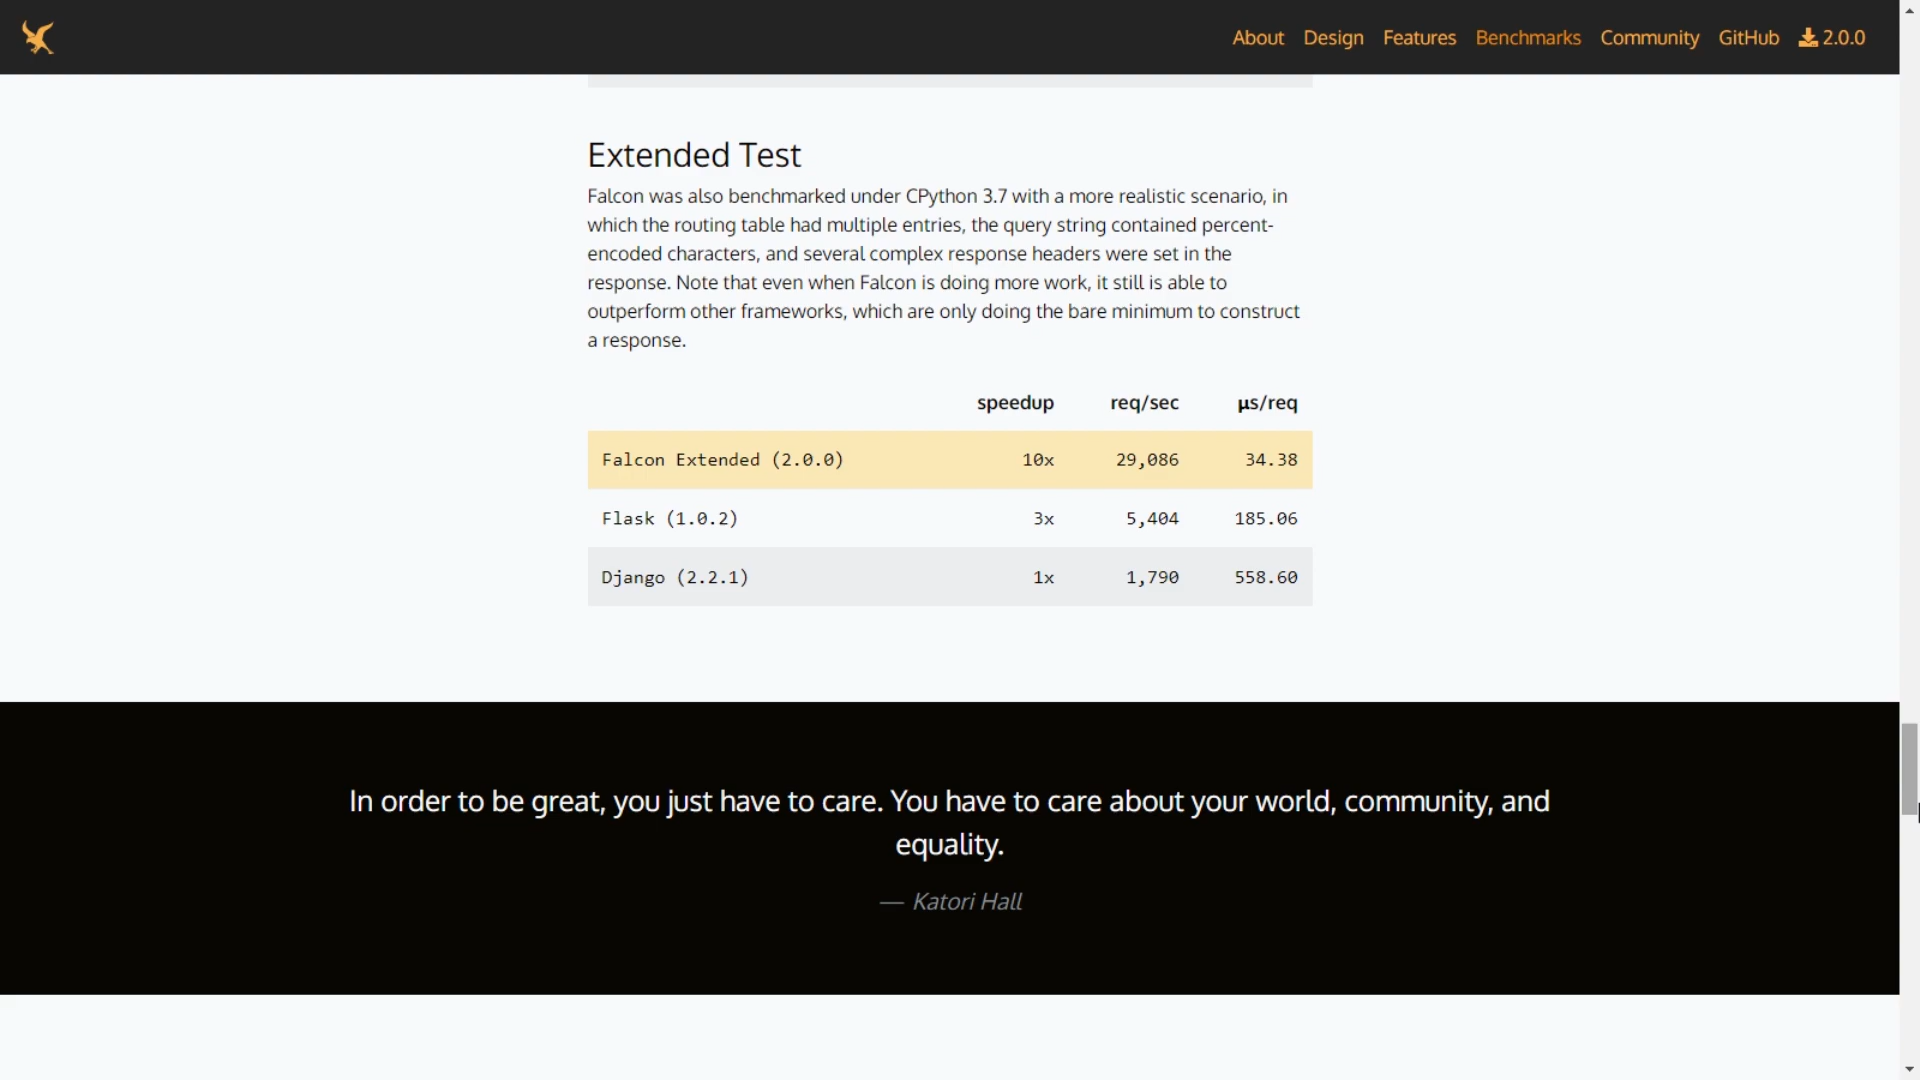 About Design Features Benchmarks Community GitHub 2.0.0
Extended Test
Falcon was also benchmarked under CPython 3.7 with a more realistic scenario, in
which the routing table had multiple entries, the query string contained percent-
encoded characters, and several complex response headers were set in the
response. Note that even when Falcon is doing more work, it still is able to
outperform other frameworks, which are only doing the bare minimum to construct
a response.
speedup req/sec μs/req
Falcon Extended (2.0.0) 10x 29,086 34.38
Flask (1.0.2) 3x 5,404 185.06
Django (2.2.1) 1x 1,790 558.60
In order to be great, you just have to care. You have to care about your world, community, and
equality.
— Katori Hall